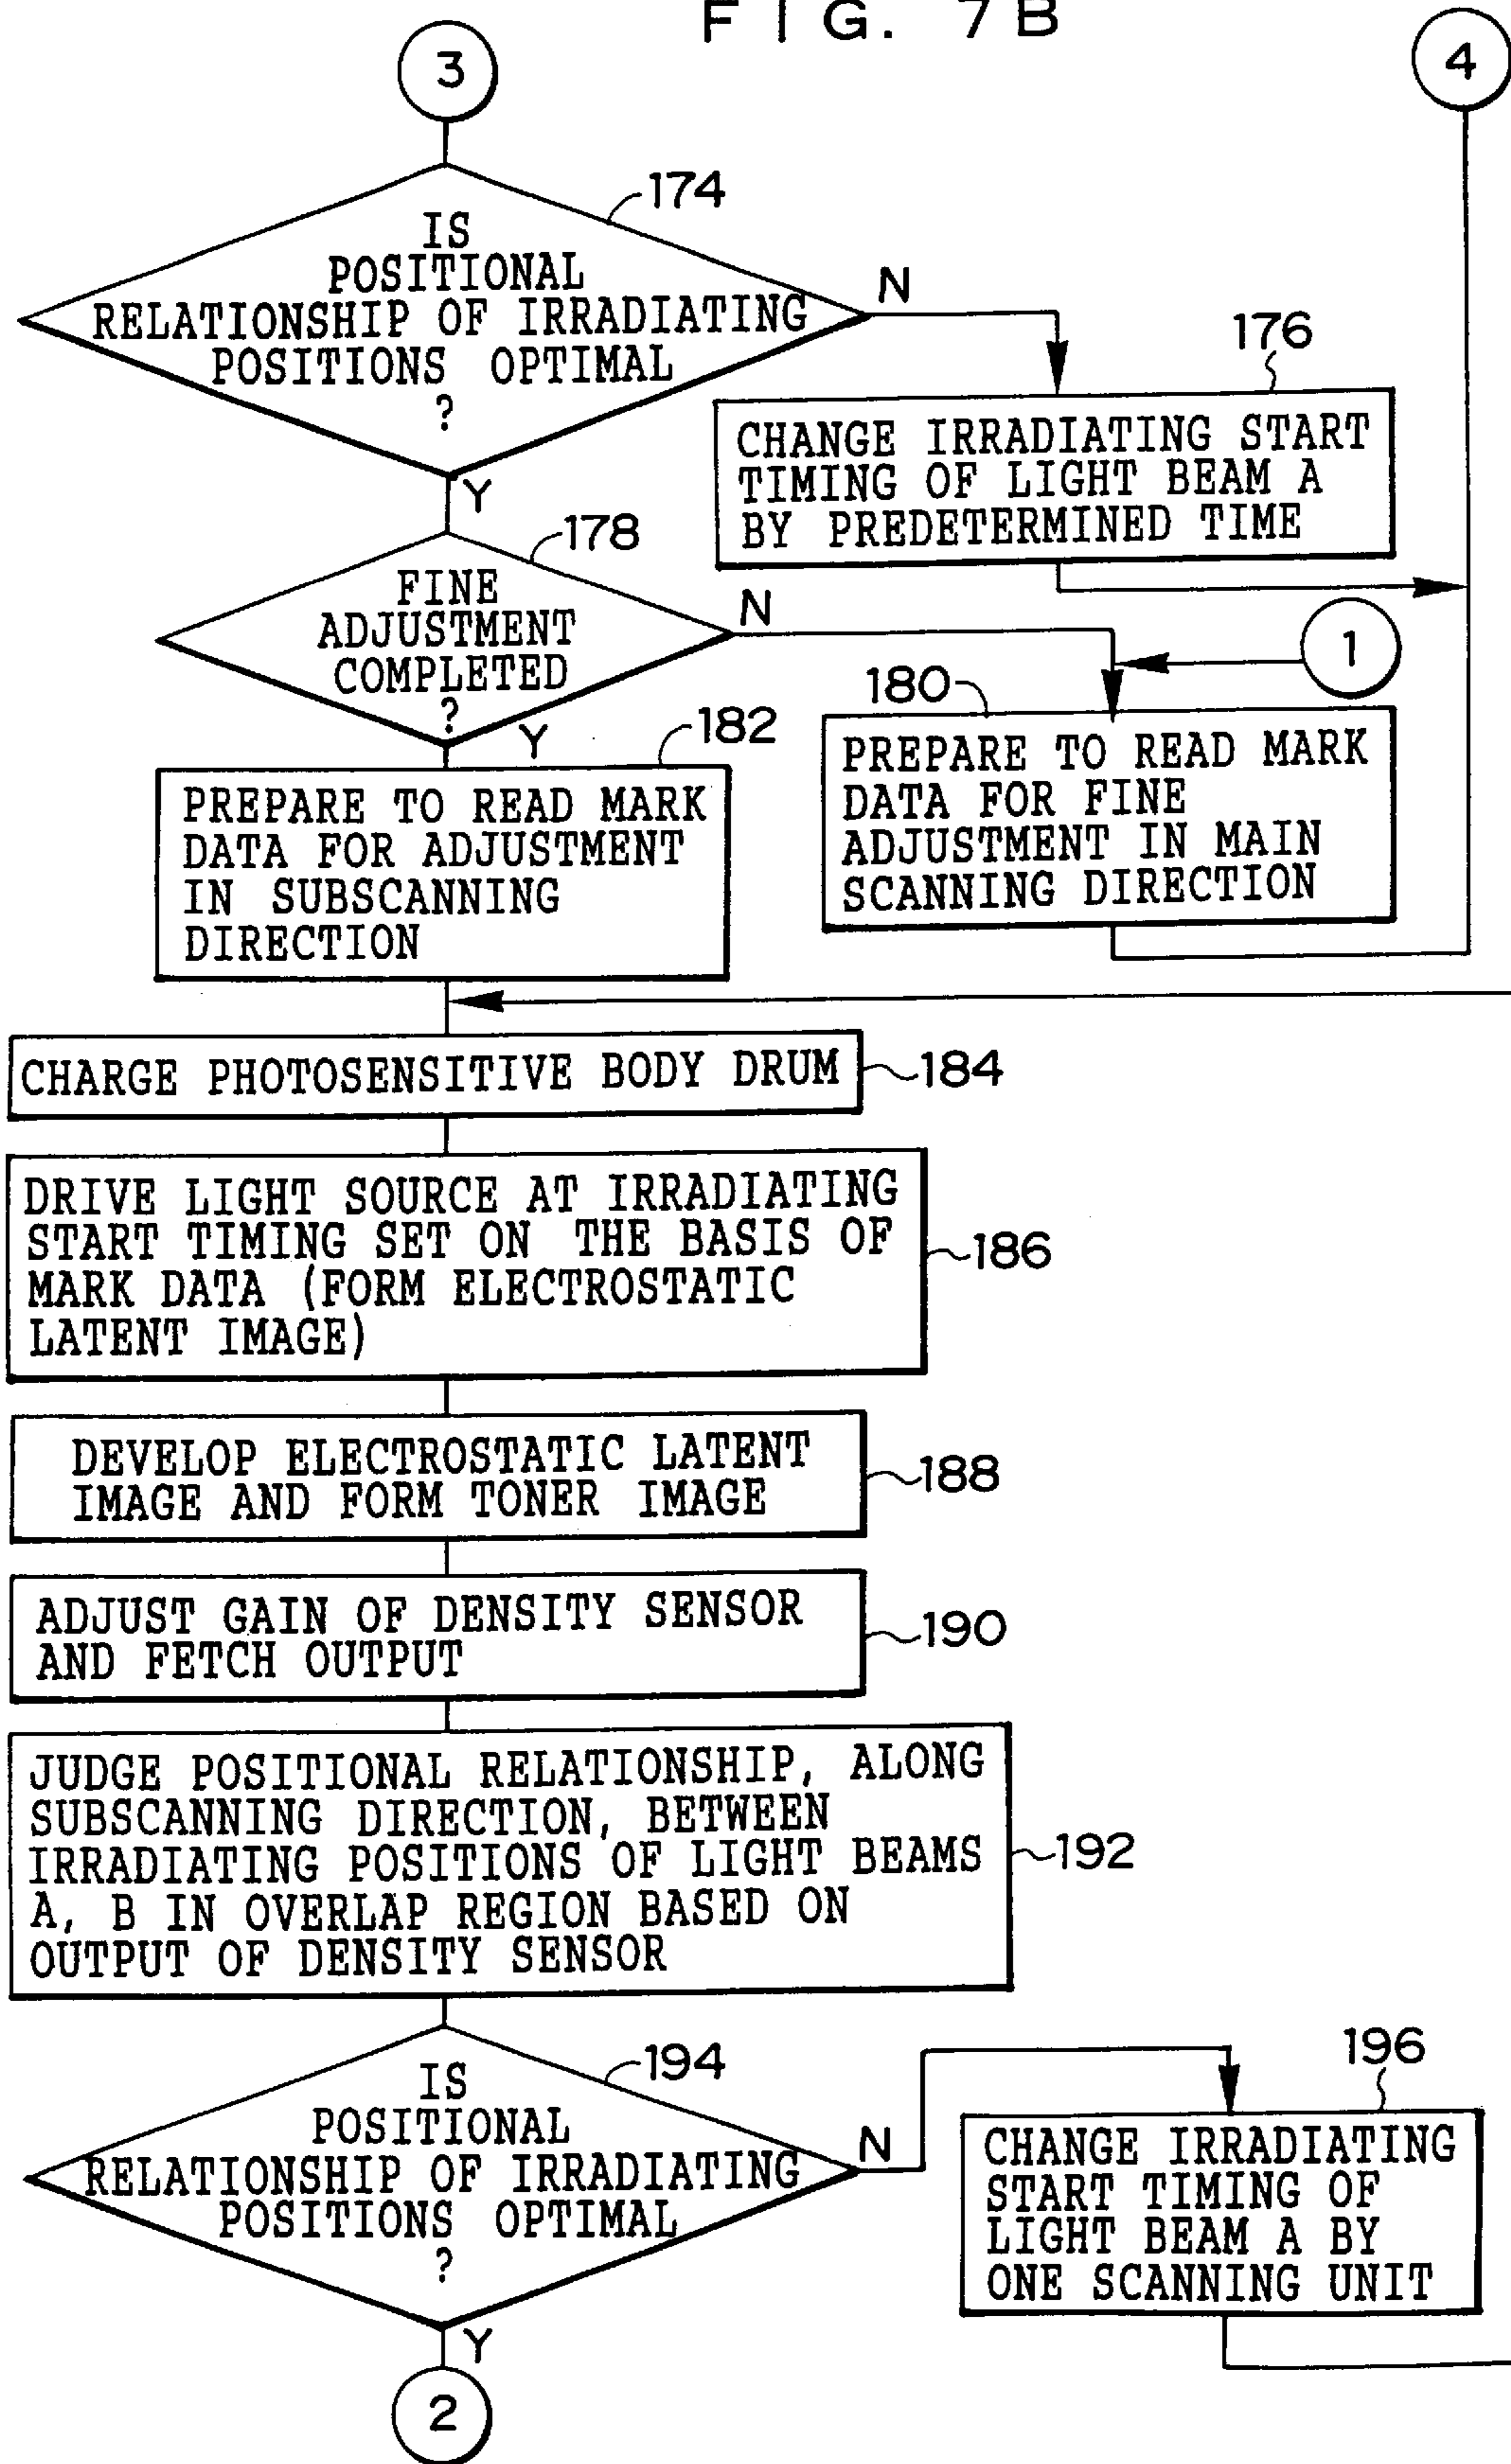 FIG. 7B
3
4
174
IS
POSITIONAL
RELATIONSHIP OF IRRADIATING
POSITIONS OPTIMAL
?
N
Y
176
CHANGE IRRADIATING START
TIMING OF LIGHT BEAM A
BY PREDETERMINED TIME
178
FINE
ADJUSTMENT
COMPLETED
?
N
Y
1
180
PREPARE TO READ MARK
DATA FOR FINE
ADJUSTMENT IN MAIN
SCANNING DIRECTION
182
PREPARE TO READ MARK
DATA FOR ADJUSTMENT
IN SUBSCANNING
DIRECTION
CHARGE PHOTOSENSITIVE BODY DRUM
184
DRIVE LIGHT SOURCE AT IRRADIATING
START TIMING SET ON THE BASIS OF
MARK DATA (FORM ELECTROSTATIC
LATENT IMAGE)
186
DEVELOP ELECTROSTATIC LATENT
IMAGE AND FORM TONER IMAGE
188
ADJUST GAIN OF DENSITY SENSOR
AND FETCH OUTPUT
190
JUDGE POSITIONAL RELATIONSHIP, ALONG
SUBSCANNING DIRECTION, BETWEEN
IRRADIATING POSITIONS OF LIGHT BEAMS
A, B IN OVERLAP REGION BASED ON
OUTPUT OF DENSITY SENSOR
192
194
IS
POSITIONAL
RELATIONSHIP OF IRRADIATING
POSITIONS OPTIMAL
?
N
Y
196
CHANGE IRRADIATING
START TIMING OF
LIGHT BEAM A BY
ONE SCANNING UNIT
2